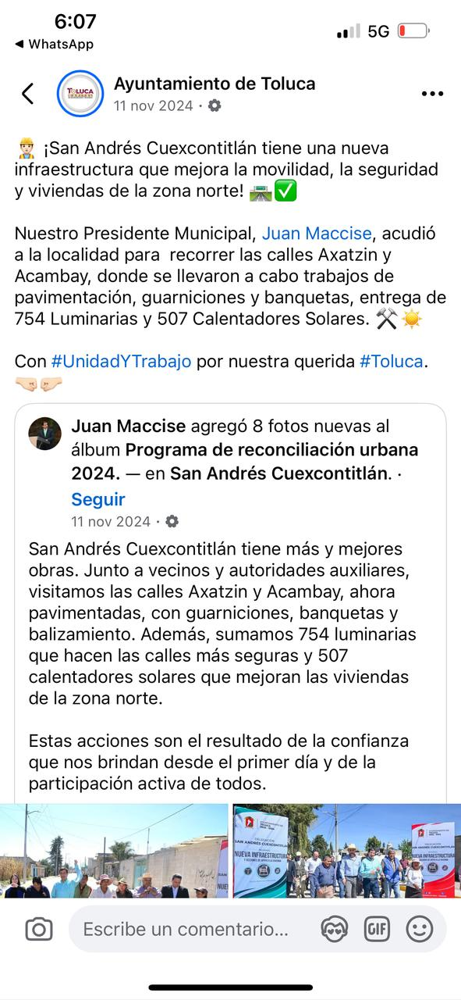 6:07
5G
◀ WhatsApp
TOLUCA
Ayuntamiento de Toluca
11 nov 2024 ·
👷🏻 ¡San Andrés Cuexcontitlán tiene una nueva
infraestructura que mejora la movilidad, la seguridad
y viviendas de la zona norte! 🛣️✅
Nuestro Presidente Municipal, Juan Maccise, acudió
a la localidad para  recorrer las calles Axatzin y
Acambay, donde se llevaron a cabo trabajos de
pavimentación, guarniciones y banquetas, entrega de
754 Luminarias y 507 Calentadores Solares. ⚒️☀️
Con #UnidadYTrabajo por nuestra querida #Toluca.
🤜🏻🤛🏻
Juan Maccise agregó 8 fotos nuevas al
álbum Programa de reconciliación urbana
2024. — en San Andrés Cuexcontitlán. ·
Seguir
11 nov 2024 ·
San Andrés Cuexcontitlán tiene más y mejores
obras. Junto a vecinos y autoridades auxiliares,
visitamos las calles Axatzin y Acambay, ahora
pavimentadas, con guarniciones, banquetas y
balizamiento. Además, sumamos 754 luminarias
que hacen las calles más seguras y 507
calentadores solares que mejoran las viviendas
de la zona norte.
Estas acciones son el resultado de la confianza
que nos brindan desde el primer día y de la
participación activa de todos.
DELEGACIÓN
SAN ANDRÉS CUEXCONTITLÁN
NUEVA INFRAESTRUCTURA
DELEGACIÓN
SAN ANDRÉS CUEXCONTITLÁN
NUEVA INFRAESTRUCTURA
Escribe un comentario...
GIF